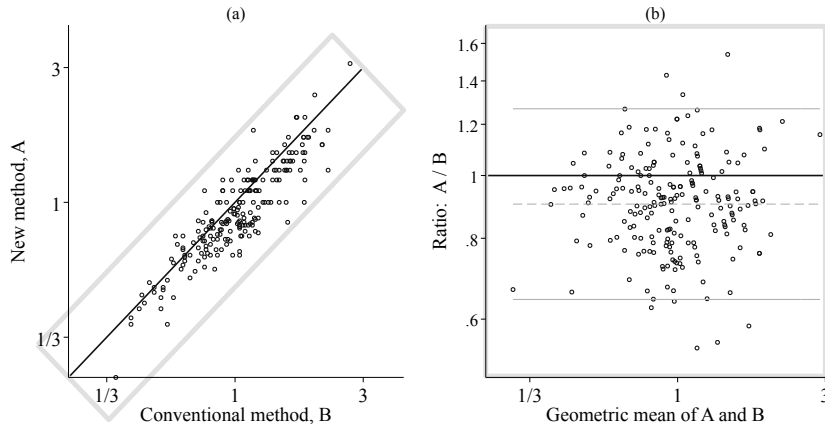 (a)
3
1
1/3
New method, A
1/3
1
3
Conventional method, B
(b)
1.6
1.4
1.2
1
.8
.6
Ratio: A / B
1/3
1
3
Geometric mean of A and B